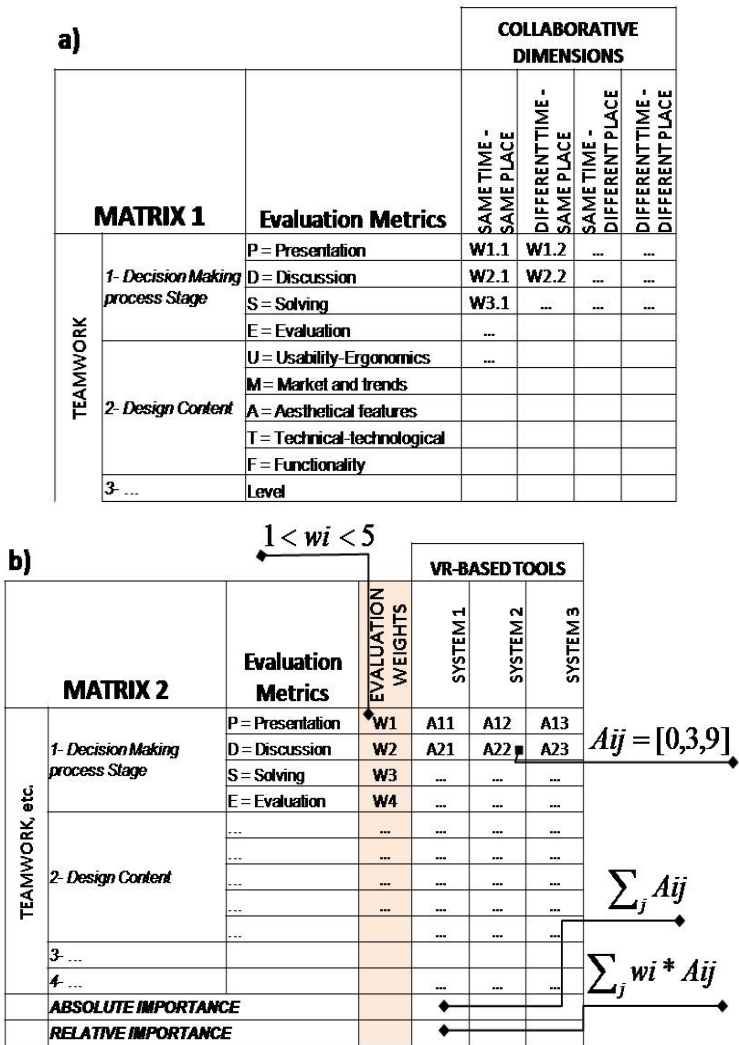 a)
COLLABORATIVE
DIMENSIONS
MATRIX 1
Evaluation Metrics
SAME TIME -
SAME PLACE
DIFFERENT TIME -
SAME PLACE
SAME TIME -
DIFFERENT PLACE
DIFFERENT TIME -
DIFFERENT PLACE
TEAMWORK
1- Decision Making
process Stage
P = Presentation W1.1 W1.2 ... ...
D = Discussion W2.1 W2.2 ... ...
S = Solving W3.1 ... ... ...
E = Evaluation ...
2- Design Content
U = Usability-Ergonomics ...
M = Market and trends
A = Aesthetical features
T = Technical-technological
F = Functionality
3- ... Level
b)
1 < wi < 5
VR-BASED TOOLS
MATRIX 2
Evaluation
Metrics
EVALUATION
WEIGHTS
SYSTEM 1
SYSTEM 2
SYSTEM 3
TEAMWORK, etc.
1- Decision Making
process Stage
P = Presentation W1 A11 A12 A13
D = Discussion W2 A21 A22 A23
Aij = [0,3,9]
S = Solving W3 ... ... ...
E = Evaluation W4 ... ... ...
2- Design Content
... ... ... ... ...
... ... ... ... ...
... ... ... ... ...
... ... ... ... ...
... ... ... ... ...
∑j Aij
3- ...
4- ... ... ... ...
∑j wi * Aij
ABSOLUTE IMPORTANCE
RELATIVE IMPORTANCE